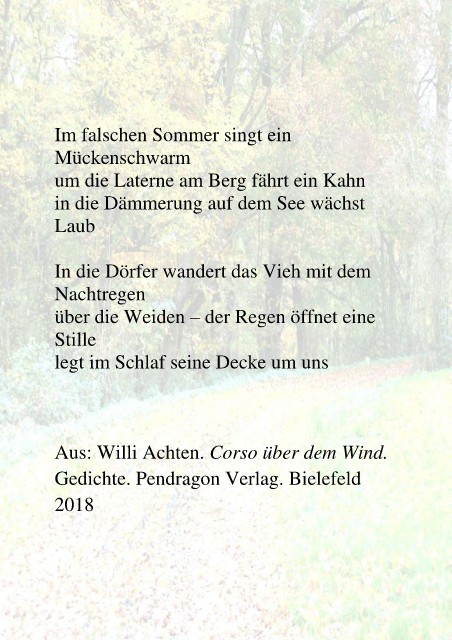 Im falschen Sommer singt ein
Mückenschwarm
um die Laterne am Berg fährt ein Kahn
in die Dämmerung auf dem See wächst
Laub
In die Dörfer wandert das Vieh mit dem
Nachtregen
über die Weiden – der Regen öffnet eine
Stille
legt im Schlaf seine Decke um uns
Aus: Willi Achten. Corso über dem Wind.
Gedichte. Pendragon Verlag. Bielefeld
2018